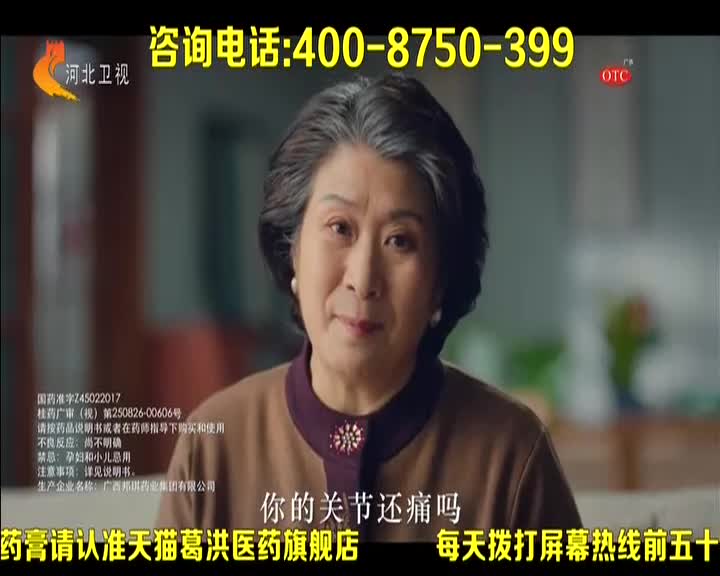 咨询电话:400-8750-399
河北卫视
广告
OTC
国药准字Z45022017
桂药广审（视）第250826-00606号
请按药品说明书或者在药师指导下购买和使用
不良反应：尚不明确
禁忌：孕妇和小儿忌用
注意事项：详见说明书。
生产企业名称：广西邦琪药业集团有限公司
你的关节还痛吗
药膏请认准天猫葛洪医药旗舰店 每天拨打屏幕热线前五十